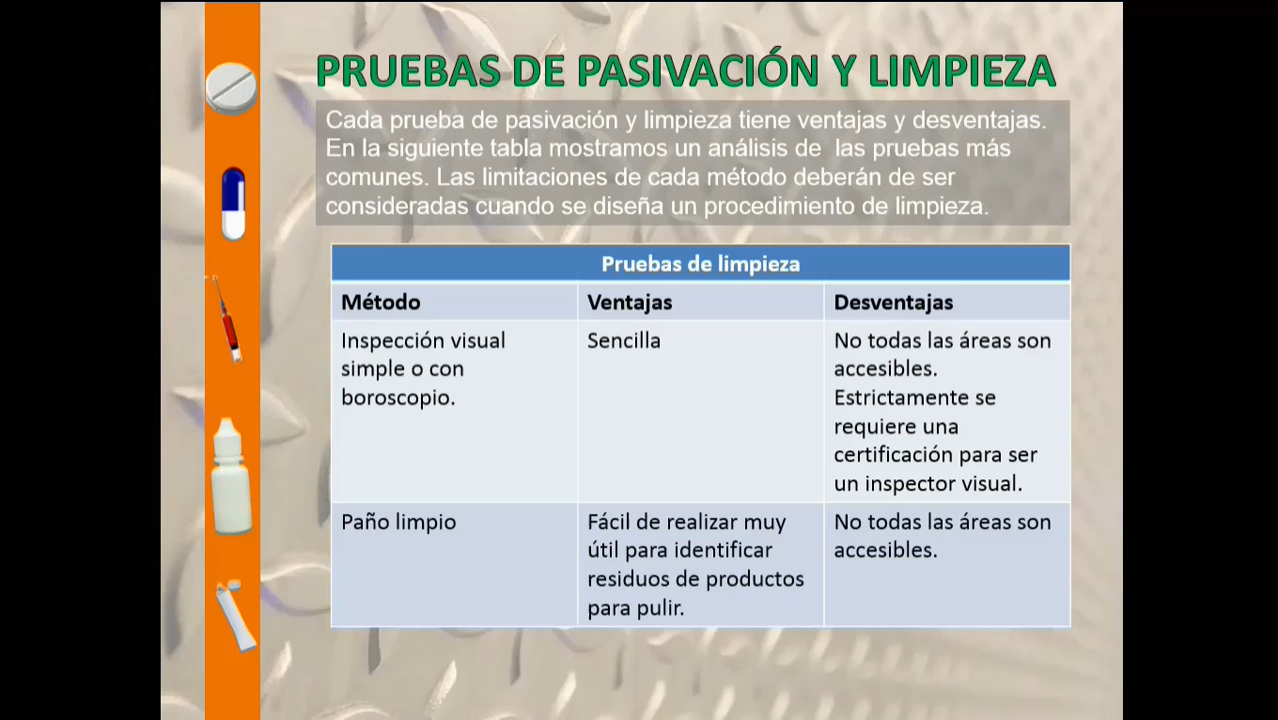 PRUEBAS DE PASIVACIÓN Y LIMPIEZA
Cada prueba de pasivación y limpieza tiene ventajas y desventajas.
En la siguiente tabla mostramos un análisis de las pruebas más
comunes. Las limitaciones de cada método deberán de ser
consideradas cuando se diseña un procedimiento de limpieza.
Pruebas de limpieza
Método
Ventajas
Desventajas
Inspección visual
simple o con
boroscopio.
Sencilla
No todas las áreas son
accesibles.
Estrictamente se
requiere una
certificación para ser
un inspector visual.
Paño limpio
Fácil de realizar muy
útil para identificar
residuos de productos
para pulir.
No todas las áreas son
accesibles.